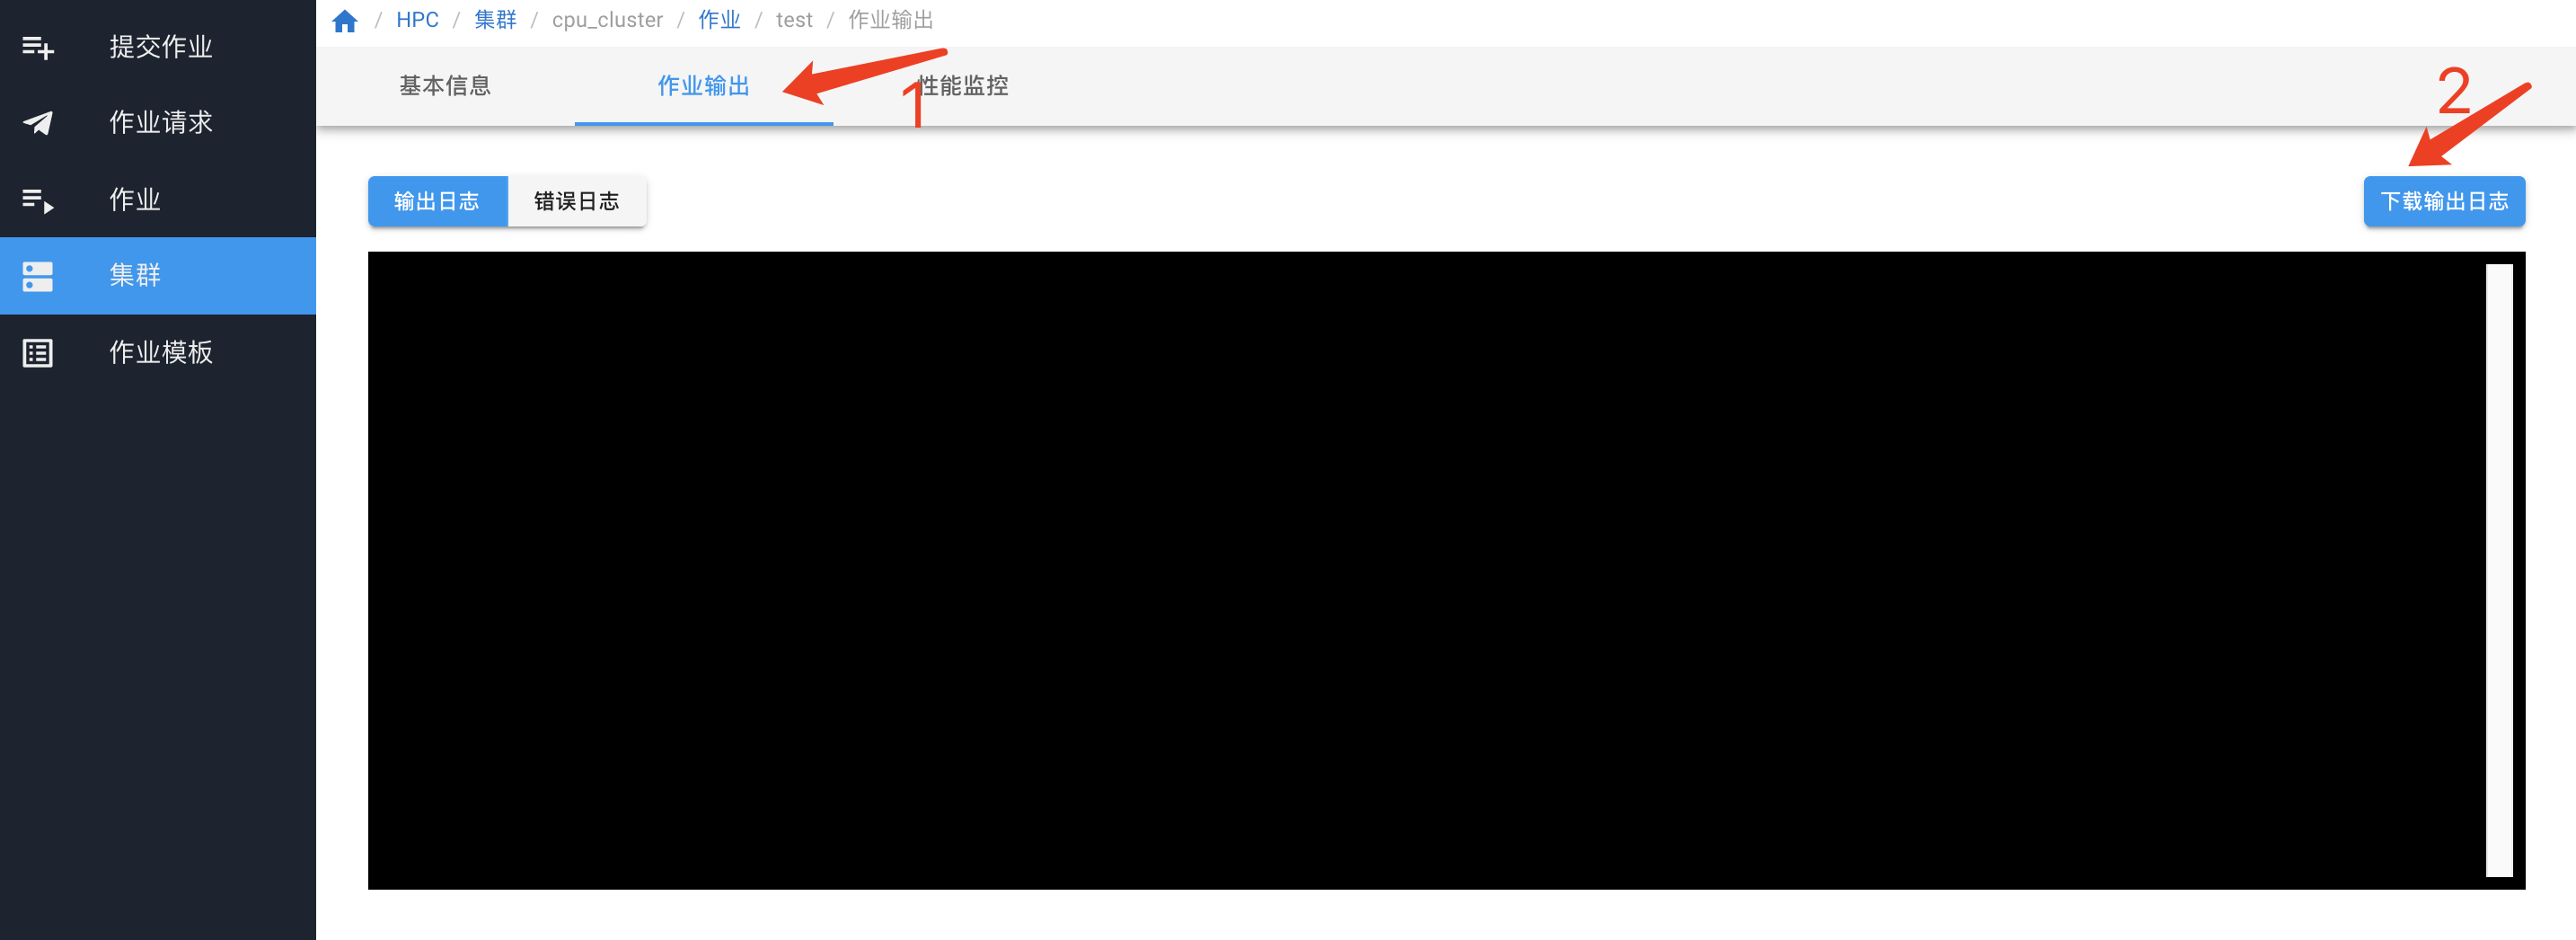 提交作业
作业请求
作业
集群
作业模板
/ HPC / 集群 / cpu_cluster / 作业 / test / 作业输出
基本信息 作业输出 性能监控
1
2
输出日志 错误日志 下载输出日志